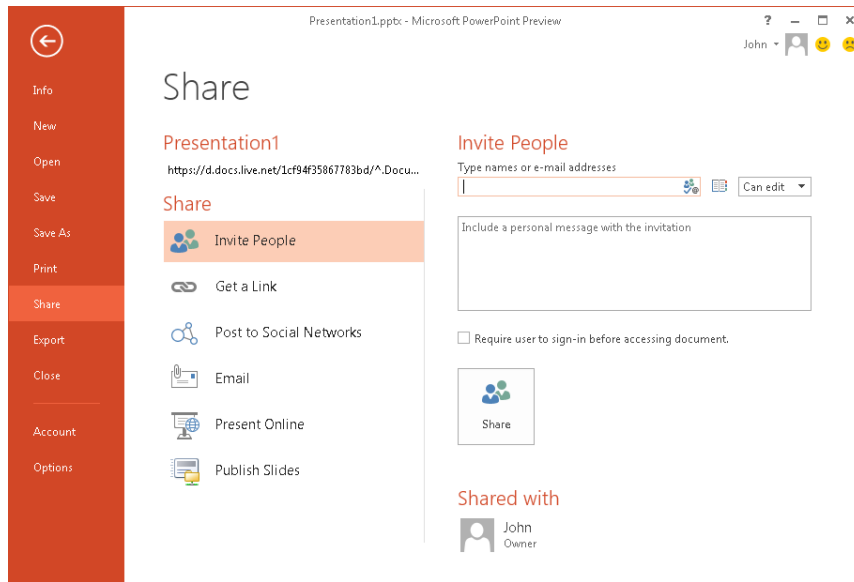 Presentation1.pptx - Microsoft PowerPoint Preview
?
John
Info
New
Open
Save
Save As
Print
Share
Export
Close
Account
Options
Share
Presentation1
https://d.docs.live.net/1cf94f35867783bd/^.Docu...
Share
Invite People
Get a Link
Post to Social Networks
Email
Present Online
Publish Slides
Invite People
Type names or e-mail addresses
Can edit
Include a personal message with the invitation
Require user to sign-in before accessing document.
Share
Shared with
John
Owner